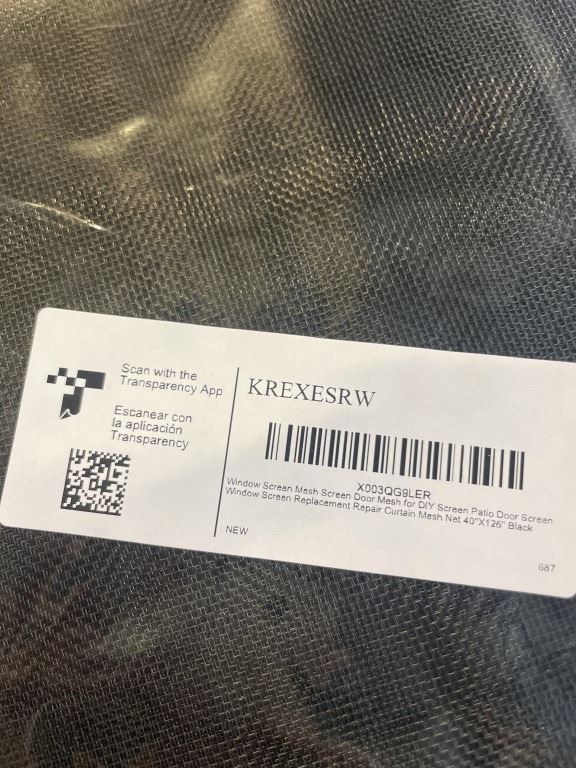 Scan with the
Transparency App
Escanear con
la aplicación
Transparency
KREXESRW
X003QG9LER
Window Screen Mesh Screen Door Mesh for DIY Screen Patio Door Screen
Window Screen Replacement Repair Curtain Mesh Net 40"X126" Black
NEW
G87